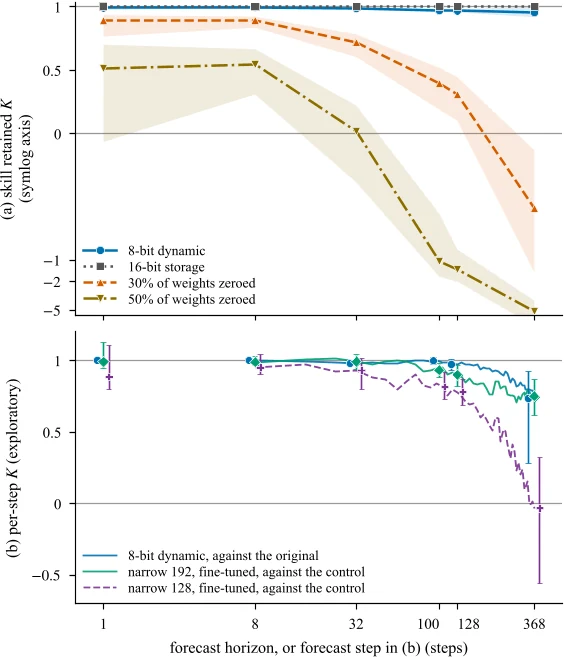 (a) skill retained K
(symlog axis)
1
0.5
0
−1
−2
−5
8-bit dynamic
16-bit storage
30% of weights zeroed
50% of weights zeroed
(b) per-step K (exploratory)
1
0.5
0
−0.5
8-bit dynamic, against the original
narrow 192, fine-tuned, against the control
narrow 128, fine-tuned, against the control
1 8 32 100 128 368
forecast horizon, or forecast step in (b) (steps)